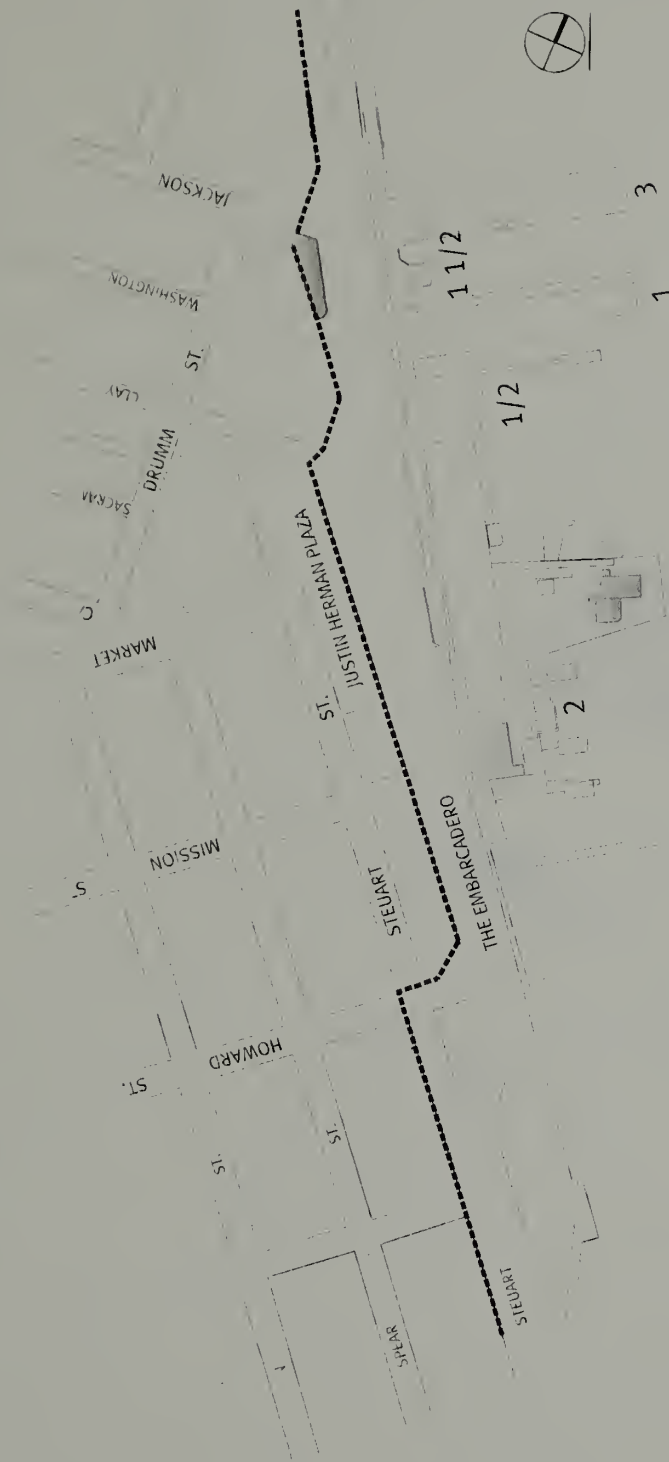 JACKSON
WASHINGTON
ST.
CLAY
DRUMM
SACRAM
MARKET
JUSTIN HERMAN PLAZA
ST.
MISSION
S
STEUART
THE EMBARCADERO
HOWARD
ST.
ST.
ST.
SPEAR
STEUART
1 1/2
3
1
1/2
2